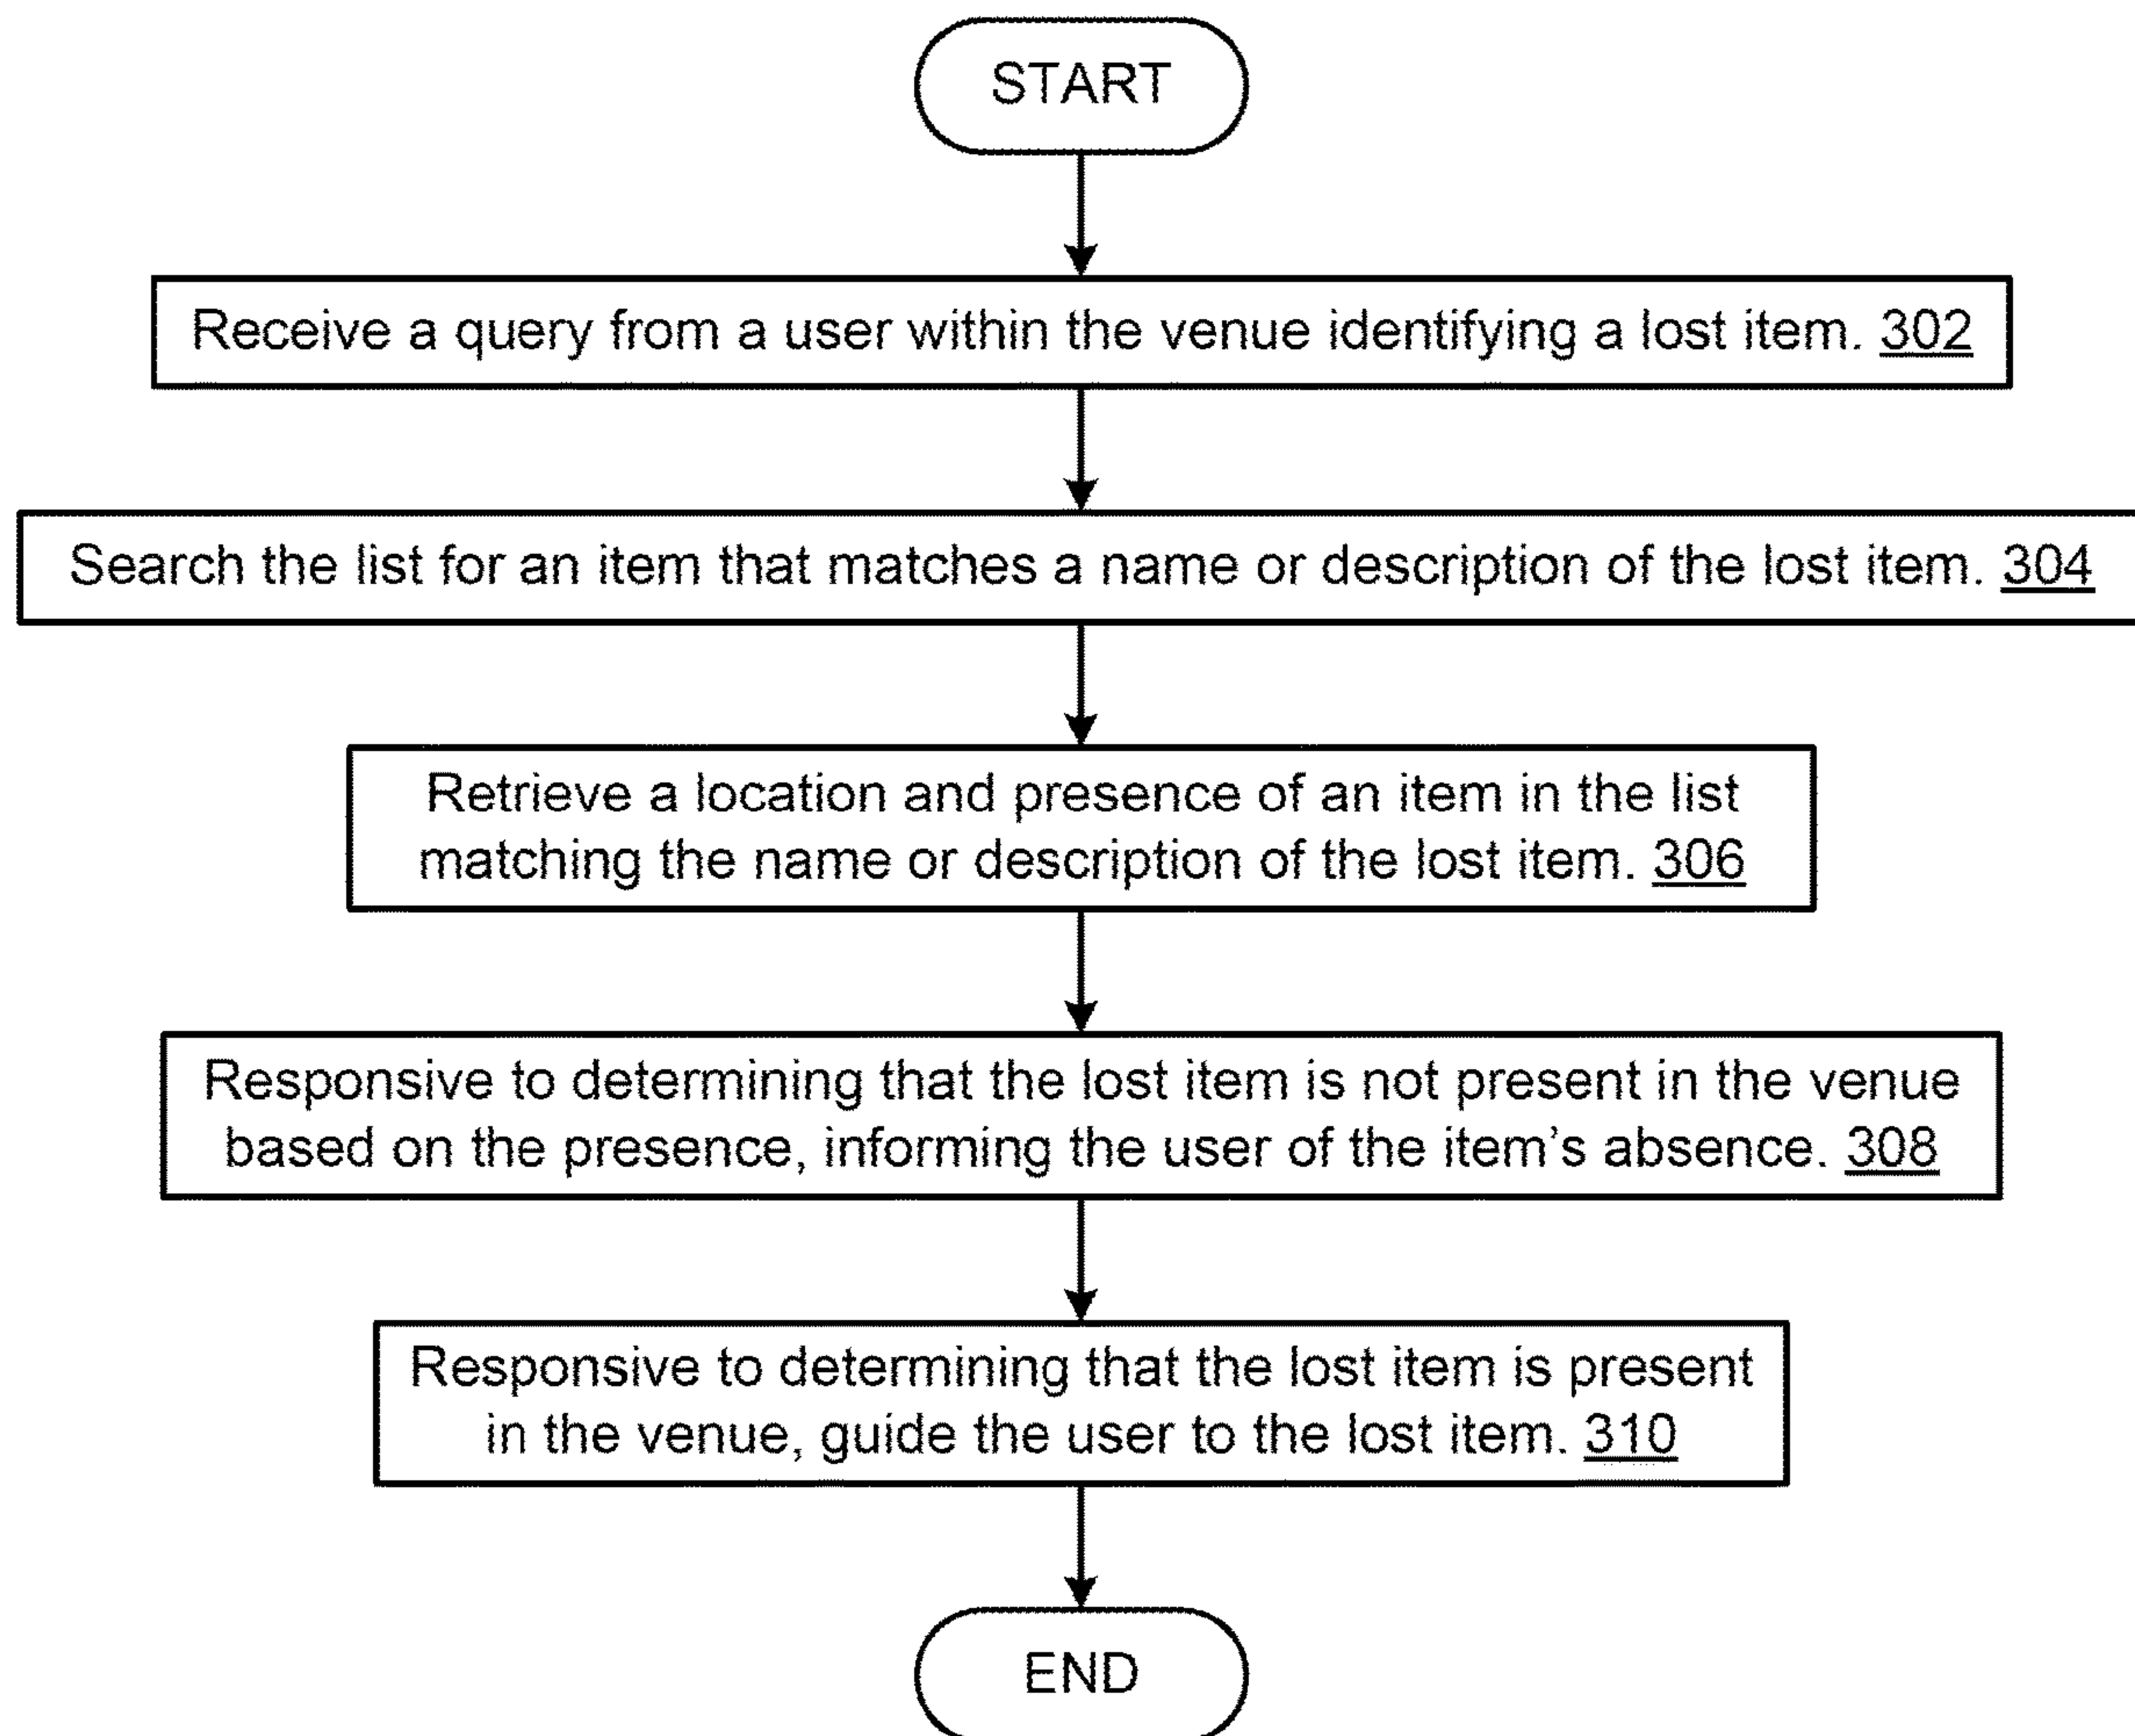 START
Receive a query from a user within the venue identifying a lost item. 302
Search the list for an item that matches a name or description of the lost item. 304
Retrieve a location and presence of an item in the list
matching the name or description of the lost item. 306
Responsive to determining that the lost item is not present in the venue
based on the presence, informing the user of the item’s absence. 308
Responsive to determining that the lost item is present
in the venue, guide the user to the lost item. 310
END